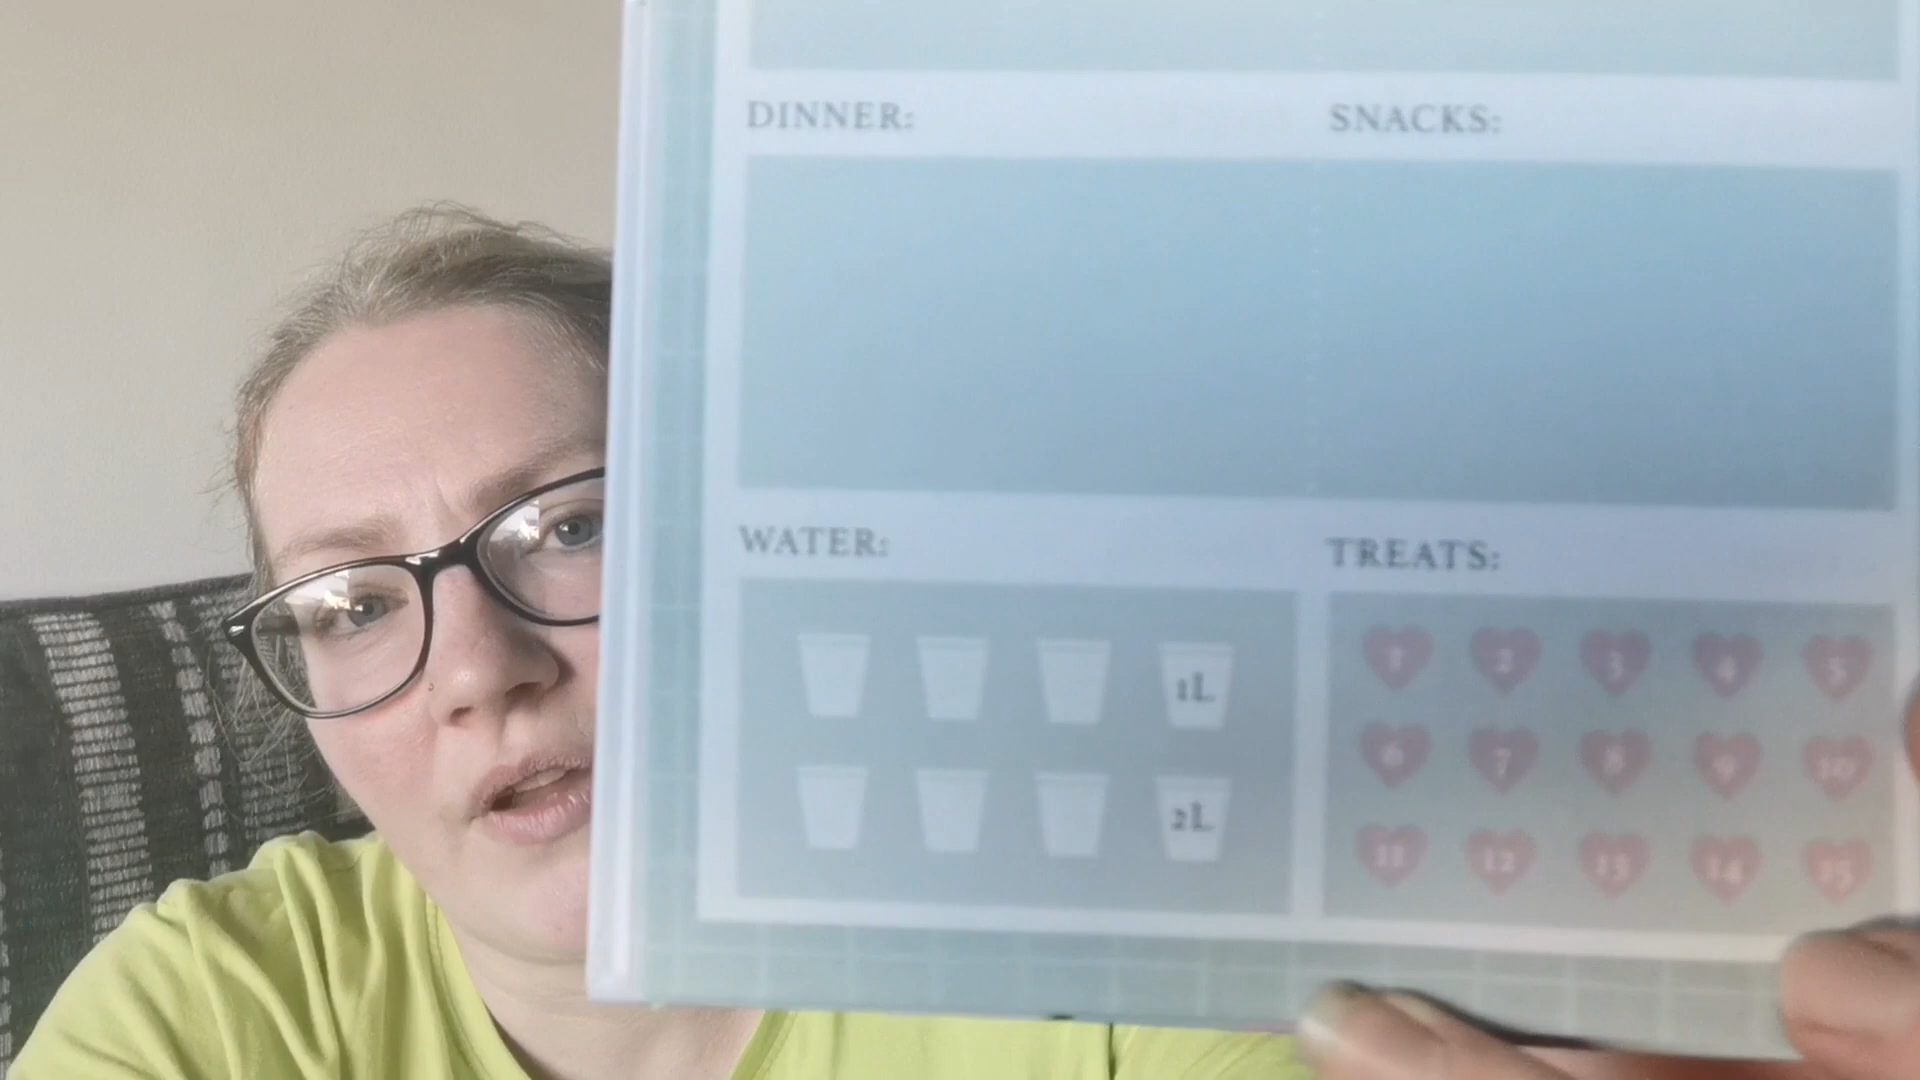 DINNER: SNACKS:
WATER: TREATS:
1L 1 2 3 4 5
6 7 8 9 10
2L 11 12 13 14 15